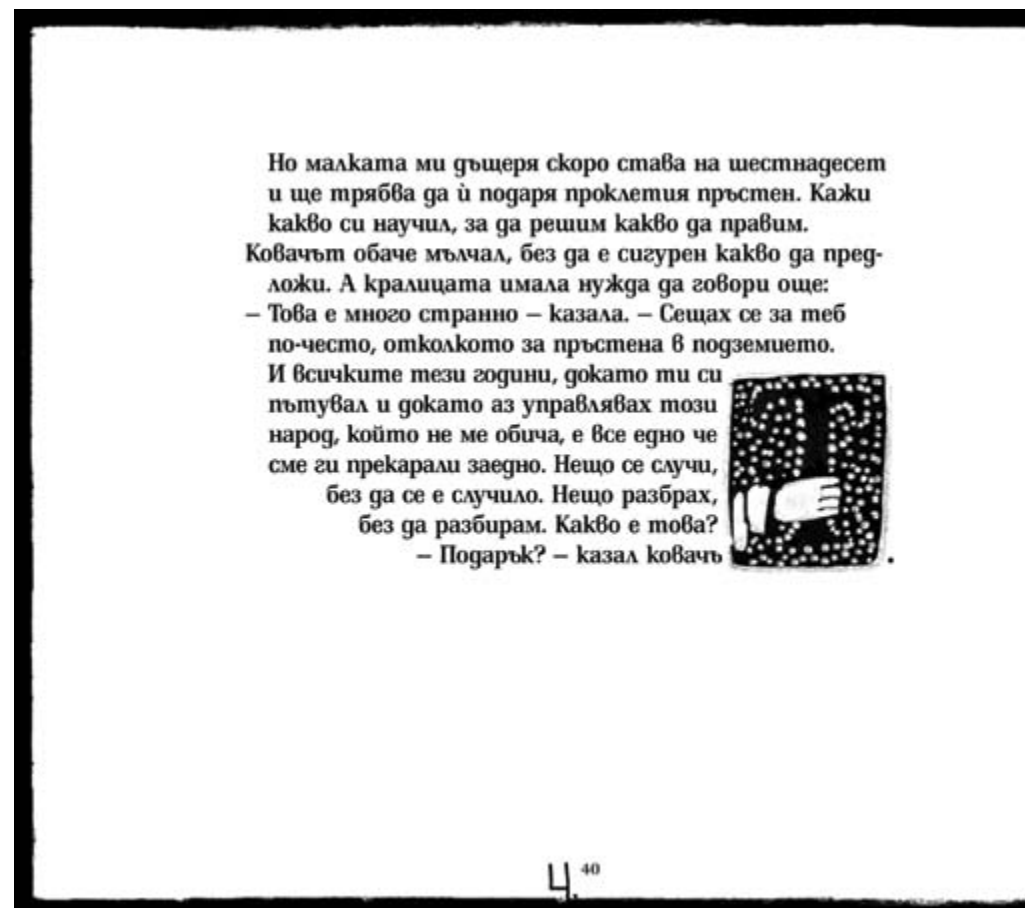 Но малката ми дъщеря скоро става на шестнадесет
и ще трябва да ѝ подаря проклетия пръстен. Кажи
какво си научил, за да решим какво да правим.
Ковачът обаче мълчал, без да е сигурен какво да пред-
ложи. А кралицата имала нужда да говори още:
– Това е много странно – казала. – Сещах се за теб
по-често, отколкото за пръстена в подземието.
И всичките тези години, докато ти си
пътувал и докато аз управлявах този
народ, който не ме обича, е все едно че
сме ги прекарали заедно. Нещо се случи,
без да се е случило. Нещо разбрах,
без да разбирам. Какво е това?
– Подарък? – казал ковачъТ.
Ч. 40